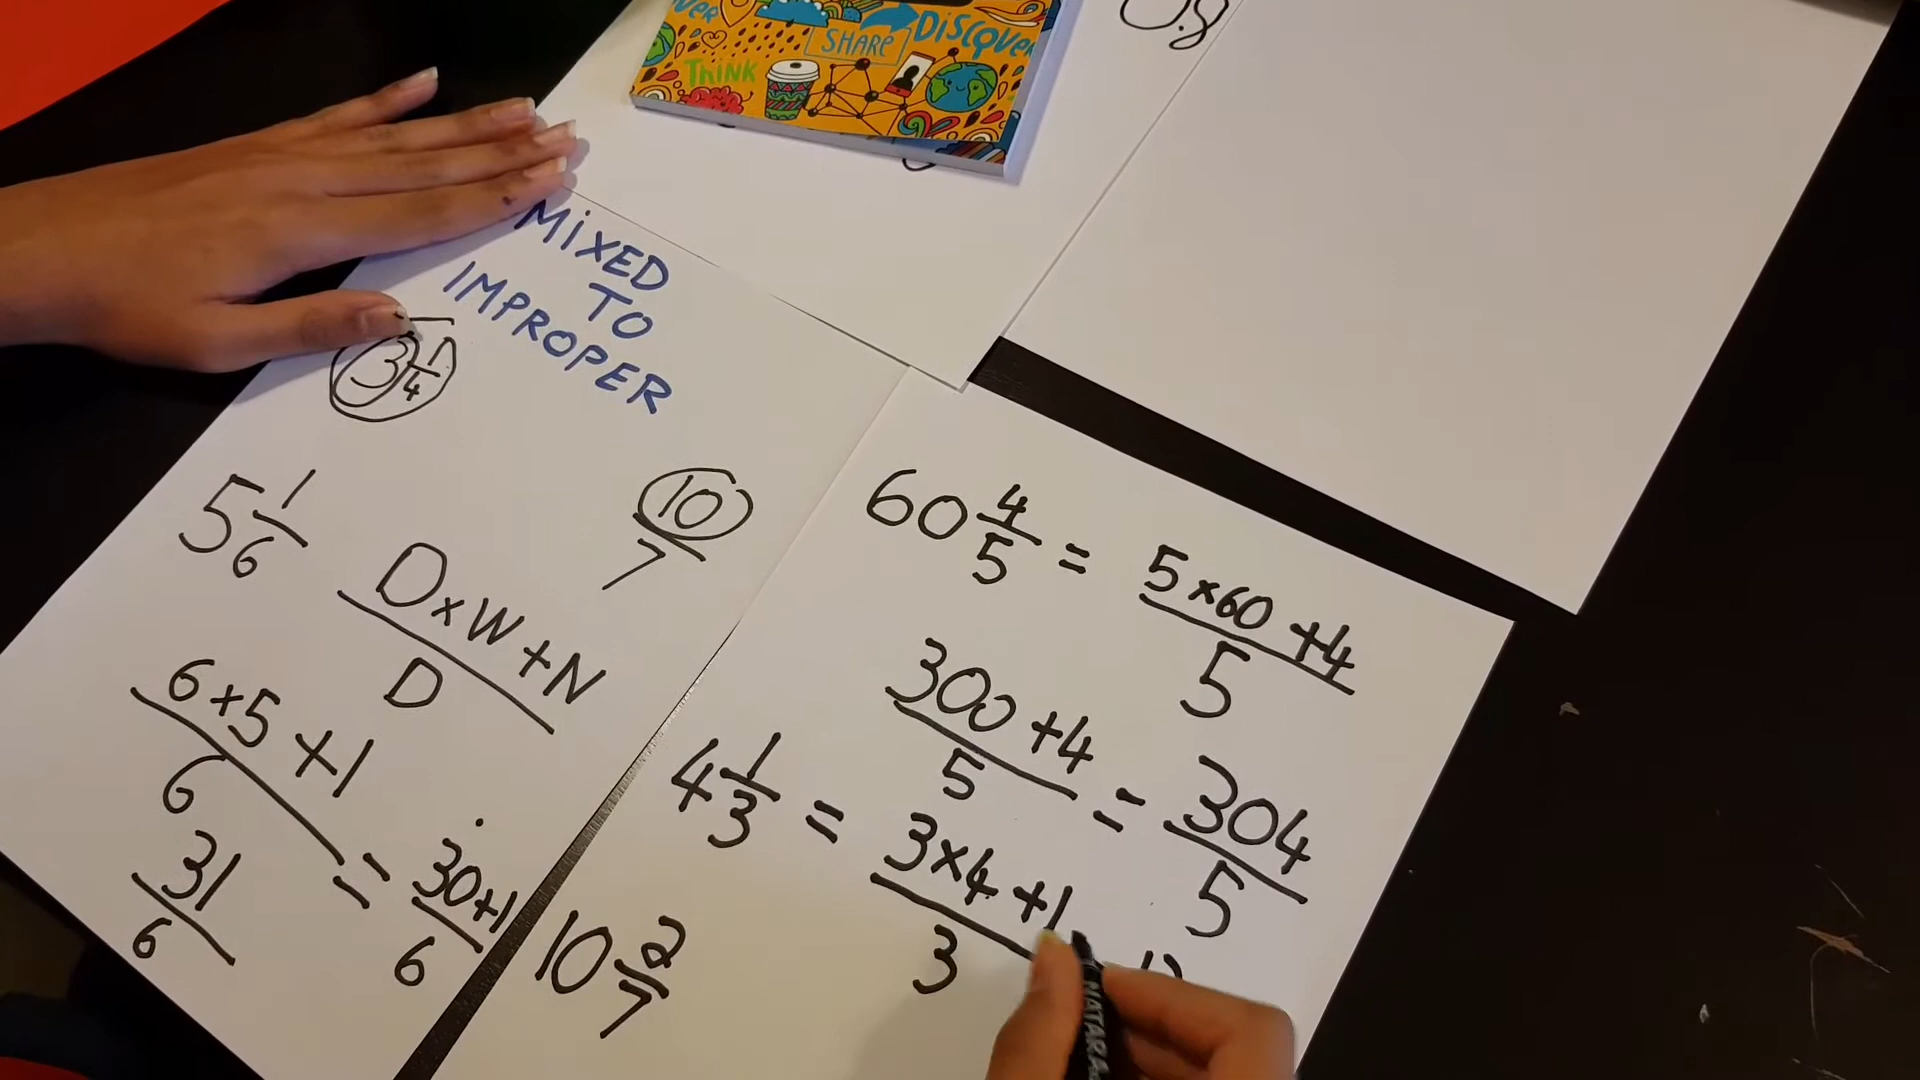 DISCOVER
SHARE
THINK
0.8
MIXED
TO
IMPROPER
3 1/4
5 1/6
10/7
D×W+N
D
6×5+1
6
= 30+1
6
31
6
60 4/5 = 5×60+4
5
300+4
5
= 304
5
4 1/3 = 3×4+1
3
10 2/7